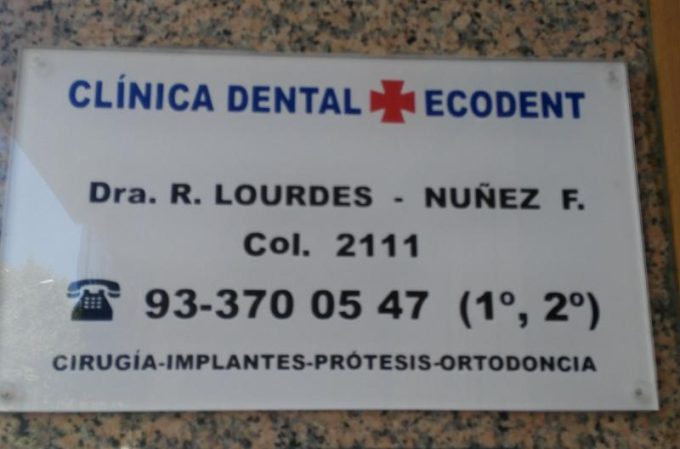 CLÍNICA DENTAL ECODENT
Dra. R. LOURDES - NUÑEZ F.
Col. 2111
93-370 05 47 (1º, 2º)
CIRUGÍA-IMPLANTES-PRÓTESIS-ORTODONCIA